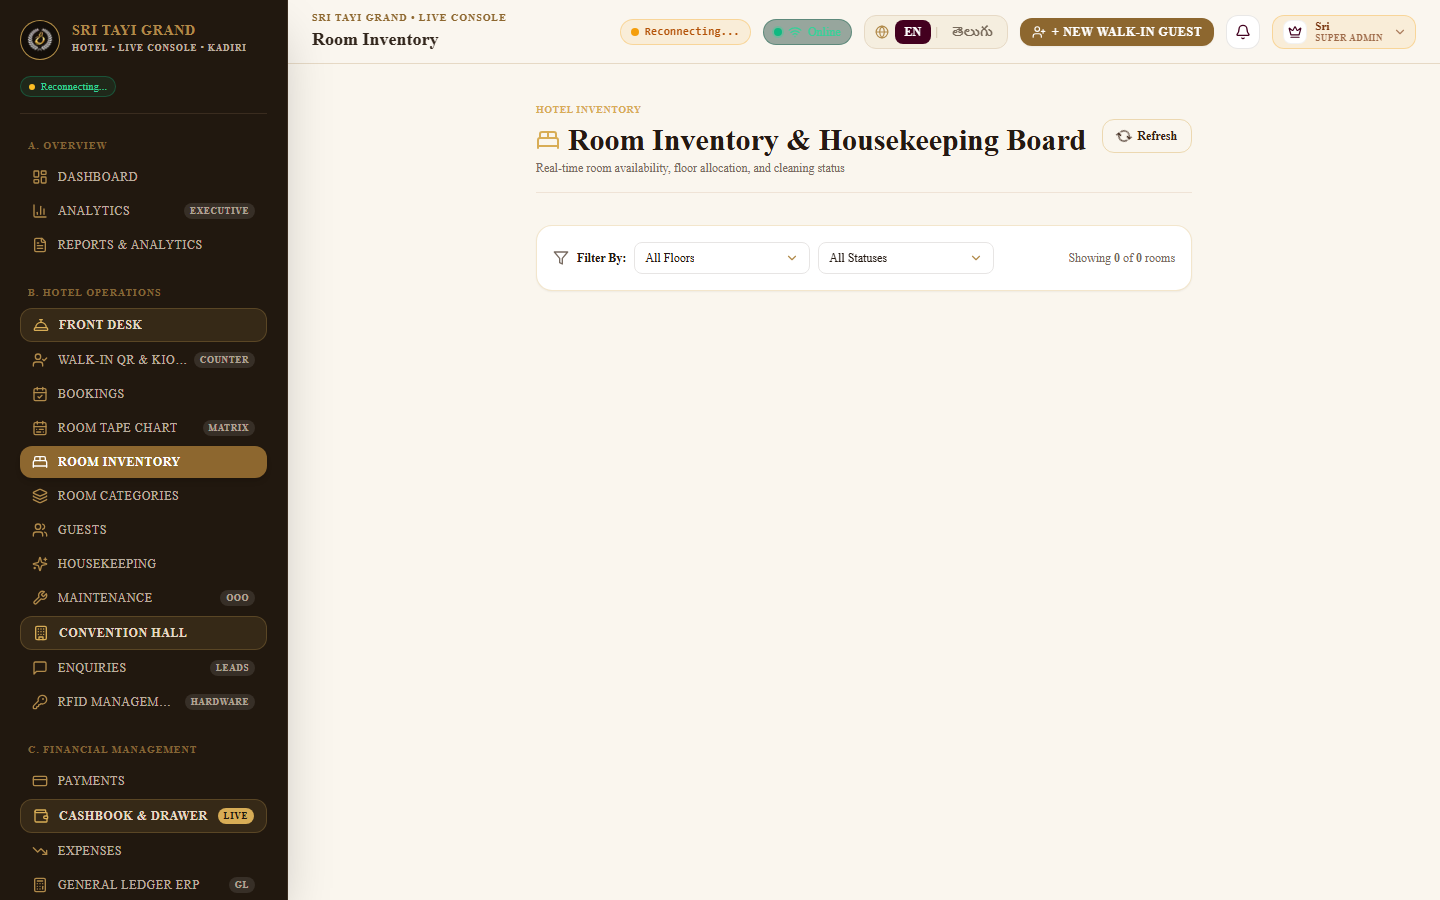 SRI TAYI GRAND
HOTEL • LIVE CONSOLE • KADIRI
Reconnecting...
A. OVERVIEW
DASHBOARD
ANALYTICS EXECUTIVE
REPORTS & ANALYTICS
B. HOTEL OPERATIONS
FRONT DESK
WALK-IN QR & KIO... COUNTER
BOOKINGS
ROOM TAPE CHART MATRIX
ROOM INVENTORY
ROOM CATEGORIES
GUESTS
HOUSEKEEPING
MAINTENANCE OOO
CONVENTION HALL
ENQUIRIES LEADS
RFID MANAGEM... HARDWARE
C. FINANCIAL MANAGEMENT
PAYMENTS
CASHBOOK & DRAWER LIVE
EXPENSES
GENERAL LEDGER ERP GL
SRI TAYI GRAND • LIVE CONSOLE
Room Inventory
Reconnecting...
EN
తెలుగు
+ NEW WALK-IN GUEST
Sri
SUPER ADMIN
HOTEL INVENTORY
Room Inventory & Housekeeping Board
Real-time room availability, floor allocation, and cleaning status
Refresh
Filter By: All Floors All Statuses Showing 0 of 0 rooms